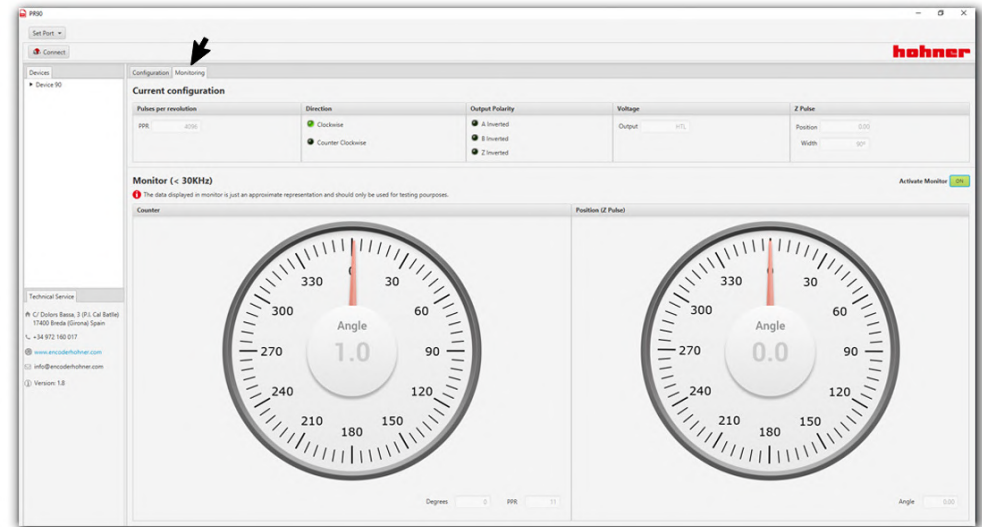 PR90
Set Port
Connect
hohner
Devices
Device 90
Configuration
Monitoring
Current configuration
Pulses per revolution
PPR 4096
Direction
Clockwise
Counter Clockwise
Output Polarity
A Inverted
B Inverted
Z Inverted
Voltage
Output HTL
Z Pulse
Position 0.00
Width 90º
Monitor (< 30KHz)
Activate Monitor ON
The data displayed in monitor is just an approximate representation and should only be used for testing pourposes.
Counter
0
30
60
90
120
150
180
210
240
270
300
330
Angle
1.0
Degrees 0 PPR 11
Position (Z Pulse)
0
30
60
90
120
150
180
210
240
270
300
330
Angle
0.0
Angle 0.00
Technical Service
C/ Dolors Bassa, 3 (P.I. Cal Batlle)
17400 Breda (Girona) Spain
+34 972 160 017
www.encoderhohner.com
info@encoderhohner.com
Version: 1.8